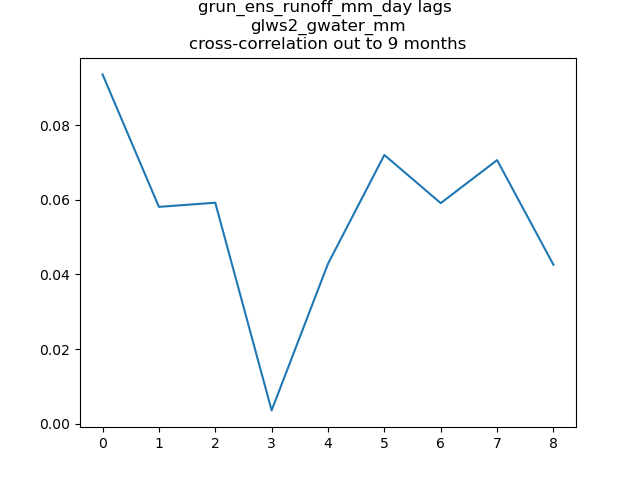 grun_ens_runoff_mm_day lags
glws2_gwater_mm
cross-correlation out to 9 months
0.08
0.06
0.04
0.02
0.00
0 1 2 3 4 5 6 7 8